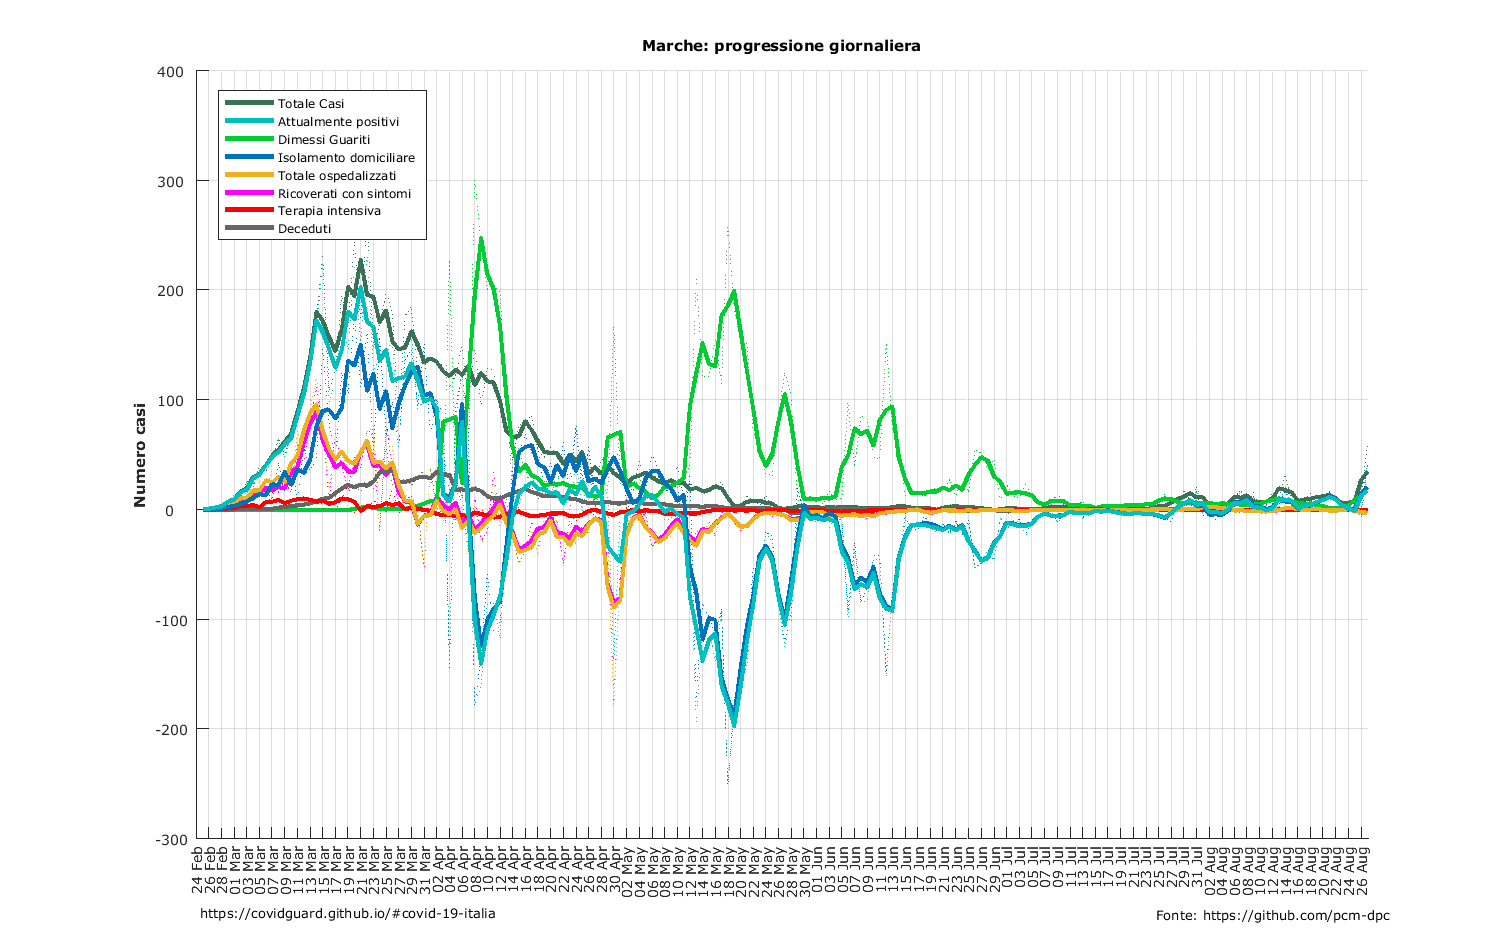 Marche: progressione giornaliera
400
300
200
100
0
-100
-200
-300
Numero casi
Totale Casi
Attualmente positivi
Dimessi Guariti
Isolamento domiciliare
Totale ospedalizzati
Ricoverati con sintomi
Terapia intensiva
Deceduti
24 Feb
26 Feb
28 Feb
01 Mar
03 Mar
05 Mar
07 Mar
09 Mar
11 Mar
13 Mar
15 Mar
17 Mar
19 Mar
21 Mar
23 Mar
25 Mar
27 Mar
29 Mar
31 Mar
02 Apr
04 Apr
06 Apr
08 Apr
10 Apr
12 Apr
14 Apr
16 Apr
18 Apr
20 Apr
22 Apr
24 Apr
26 Apr
28 Apr
30 Apr
02 May
04 May
06 May
08 May
10 May
12 May
14 May
16 May
18 May
20 May
22 May
24 May
26 May
28 May
30 May
01 Jun
03 Jun
05 Jun
07 Jun
09 Jun
11 Jun
13 Jun
15 Jun
17 Jun
19 Jun
21 Jun
23 Jun
25 Jun
27 Jun
29 Jun
01 Jul
03 Jul
05 Jul
07 Jul
09 Jul
11 Jul
13 Jul
15 Jul
17 Jul
19 Jul
21 Jul
23 Jul
25 Jul
27 Jul
29 Jul
31 Jul
02 Aug
04 Aug
06 Aug
08 Aug
10 Aug
12 Aug
14 Aug
16 Aug
18 Aug
20 Aug
22 Aug
24 Aug
26 Aug
https://covidguard.github.io/#covid-19-italia
Fonte: https://github.com/pcm-dpc